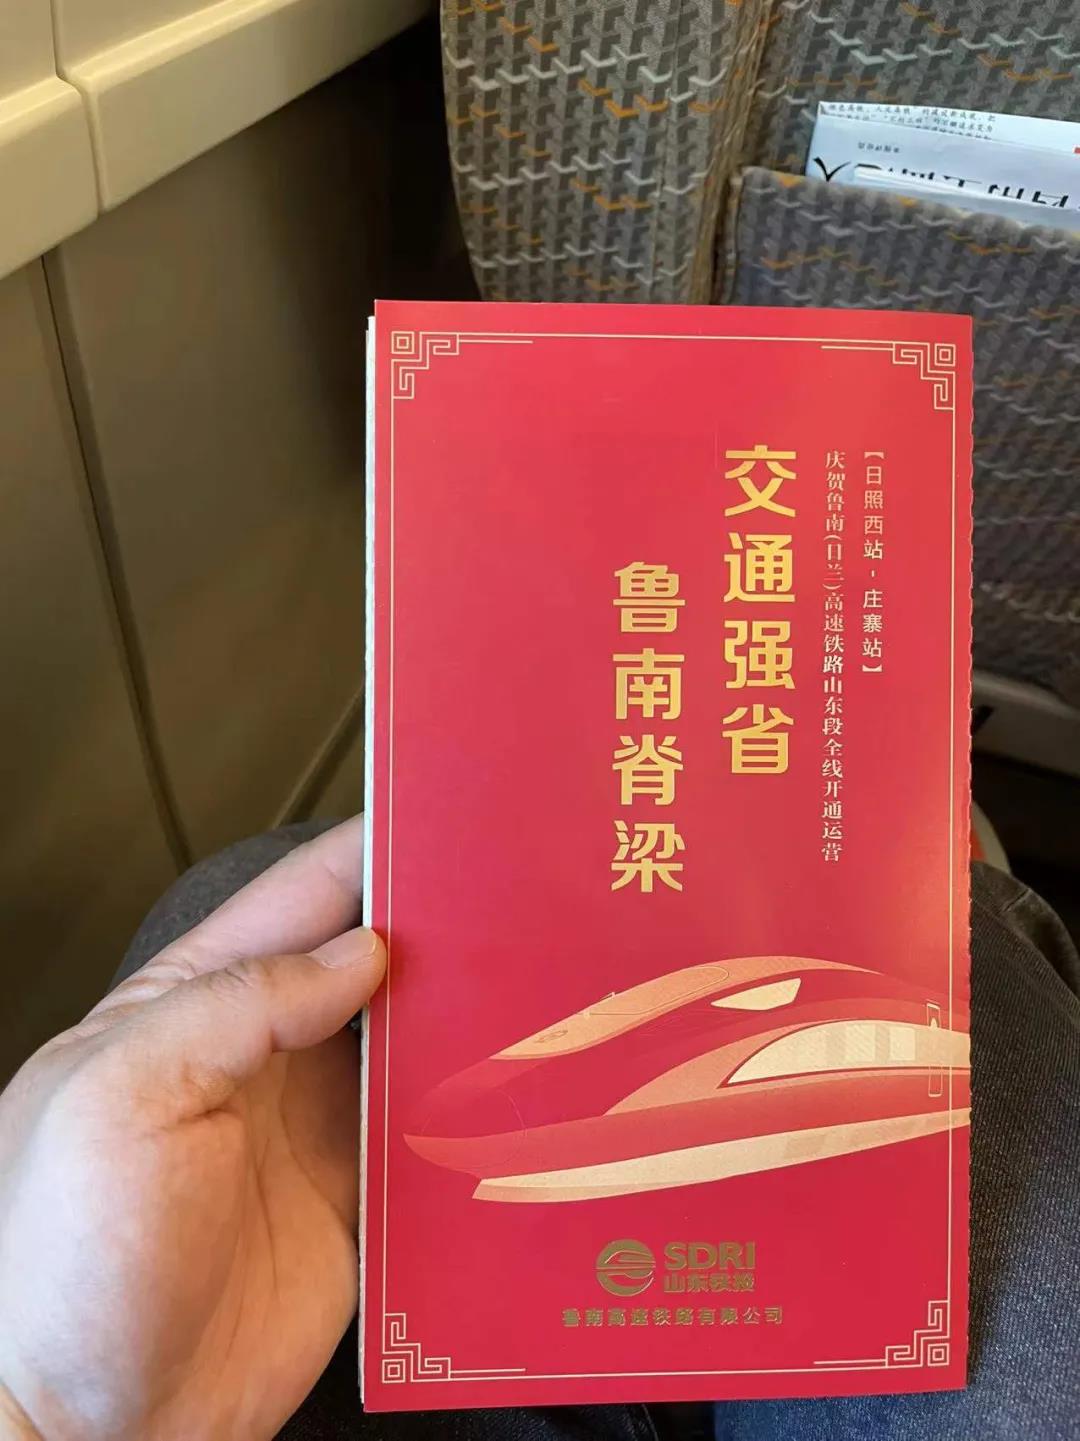 【日照西站-庄寨站】
庆贺鲁南(日兰)高速铁路山东段全线开通运营
交通强省
鲁南脊梁
SDRI
山东铁投
鲁南高速铁路有限公司